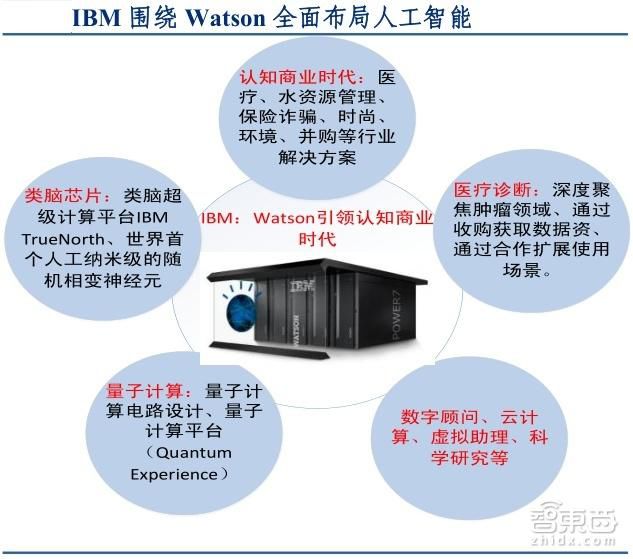 IBM 围绕 Watson 全面布局人工智能
认知商业时代：医
疗、水资源管理、
保险诈骗、时尚、
环境、并购等行业
解决方案
类脑芯片：类脑超
级计算平台IBM
TrueNorth、世界首
个人工纳米级的随
机相变神经元
IBM：Watson引领认知商业
时代
医疗诊断：深度聚
焦肿瘤领域、通过
收购获取数据资、
通过合作扩展使用
场景。
IBM
WATSON
POWER7
量子计算：量子计
算电路设计、量子
计算平台
（Quantum
Experience）
数字顾问、云计
算、虚拟助理、科
学研究等
智東西
zhidx.com